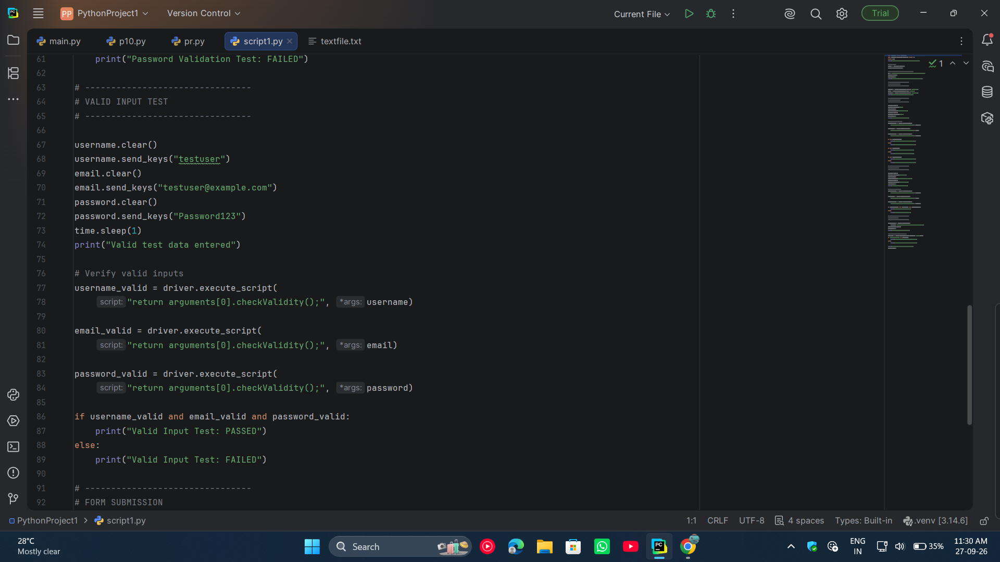 PP PythonProject1 Version Control Current File Trial
main.py p10.py pr.py script1.py textfile.txt
1
61 print("Password Validation Test: FAILED")
62
63 # --------------------------------
64 # VALID INPUT TEST
65 # --------------------------------
66
67 username.clear()
68 username.send_keys("testuser")
69 email.clear()
70 email.send_keys("testuser@example.com")
71 password.clear()
72 password.send_keys("Password123")
73 time.sleep(1)
74 print("Valid test data entered")
75
76 # Verify valid inputs
77 username_valid = driver.execute_script(
78 script: "return arguments[0].checkValidity();", *args: username)
79
80 email_valid = driver.execute_script(
81 script: "return arguments[0].checkValidity();", *args: email)
82
83 password_valid = driver.execute_script(
84 script: "return arguments[0].checkValidity();", *args: password)
85
86 if username_valid and email_valid and password_valid:
87 print("Valid Input Test: PASSED")
88 else:
89 print("Valid Input Test: FAILED")
90
91 # --------------------------------
92 # FORM SUBMISSION
PythonProject1 > script1.py 1:1 CRLF UTF-8 4 spaces Types: Built-in .venv [3.14.6]
28°C
Mostly clear
Search
ENG
IN
35%
11:30 AM
27-09-26